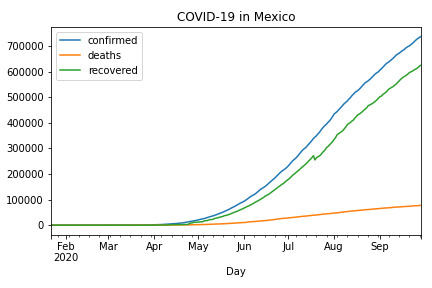 COVID-19 in Mexico
confirmed
deaths
recovered
700000
600000
500000
400000
300000
200000
100000
0
Feb Mar Apr May Jun Jul Aug Sep
2020
Day